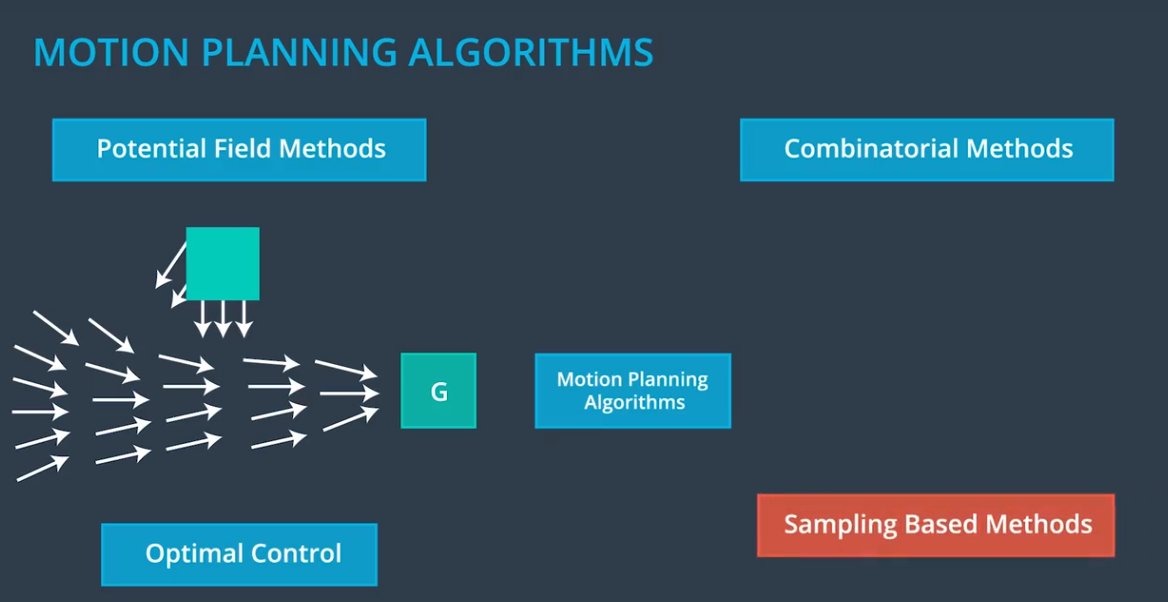 MOTION PLANNING ALGORITHMS
Potential Field Methods
Combinatorial Methods
G
Motion Planning
Algorithms
Sampling Based Methods
Optimal Control